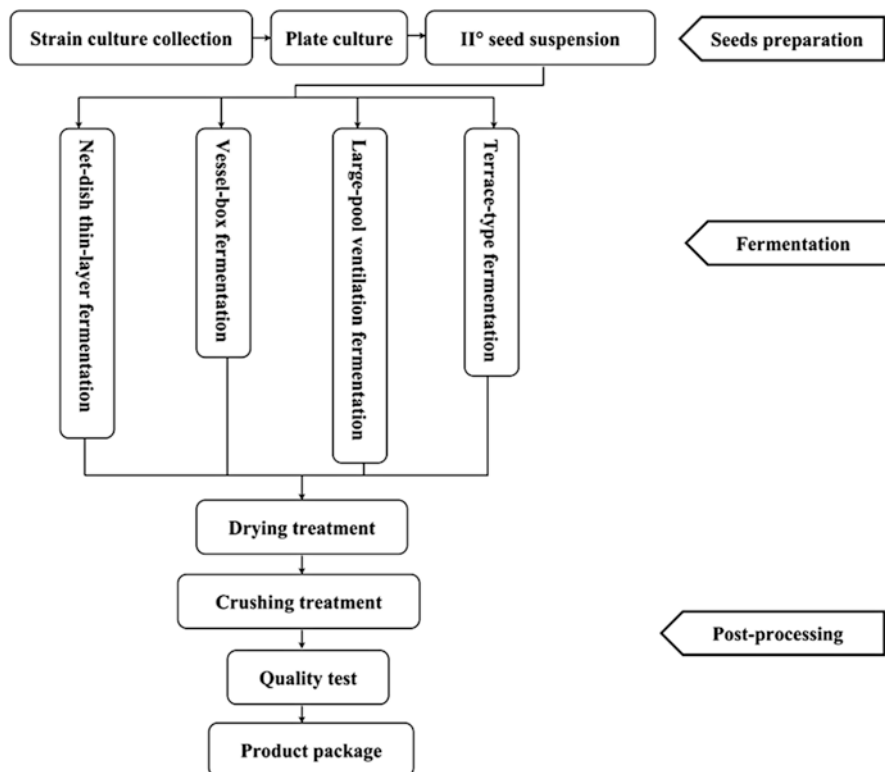 Strain culture collection
Plate culture
II° seed suspension
Seeds preparation
Net-dish thin-layer fermentation
Vessel-box fermentation
Large-pool ventilation fermentation
Terrace-type fermentation
Fermentation
Drying treatment
Crushing treatment
Post-processing
Quality test
Product package